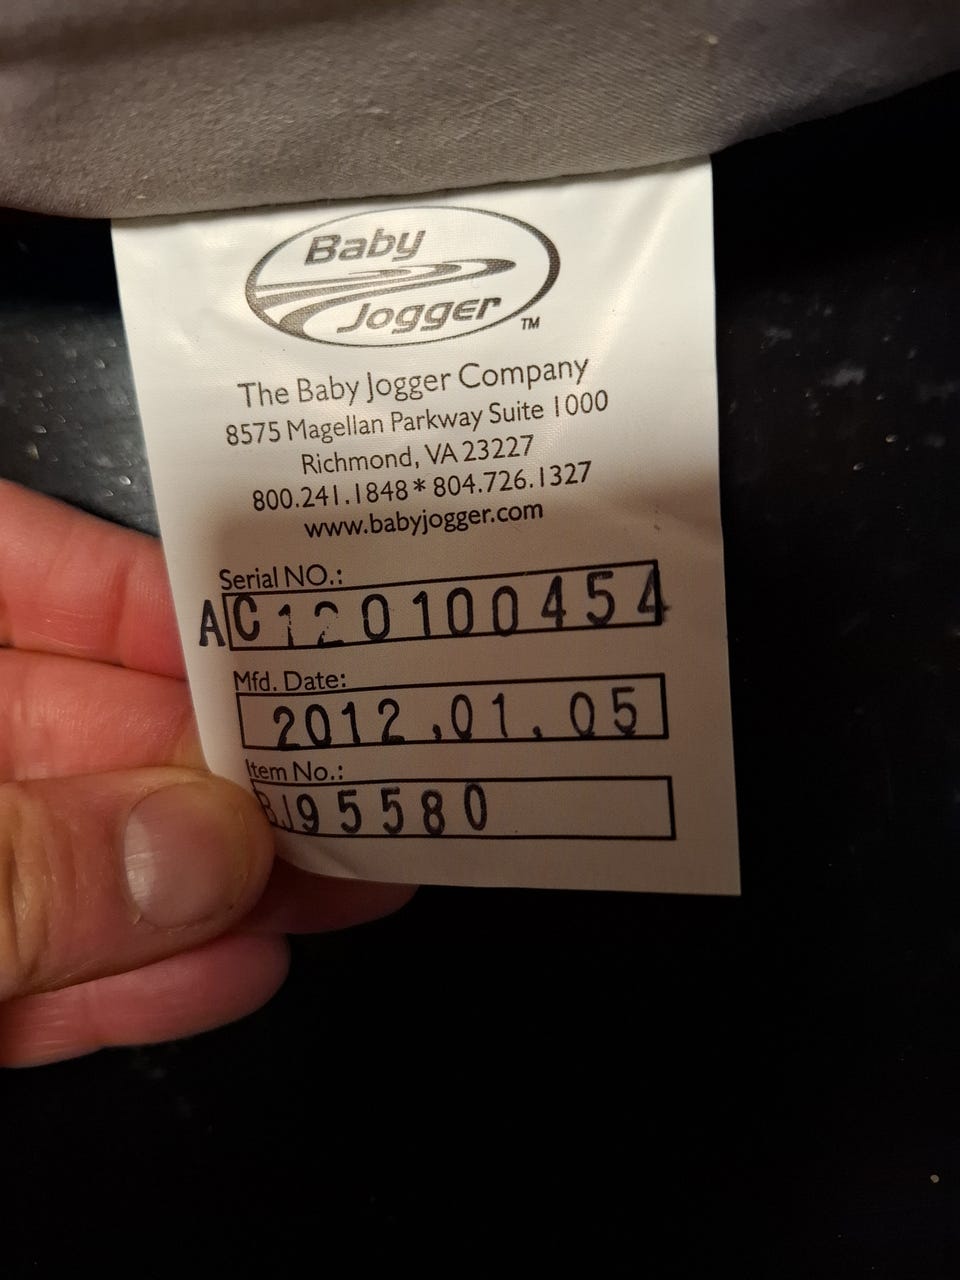 Baby
Jogger
TM
The Baby Jogger Company
8575 Magellan Parkway Suite 1000
Richmond, VA 23227
800.241.1848 * 804.726.1327
www.babyjogger.com
Serial NO.:
AC120100454
Mfd. Date:
2012.01.05
Item No.:
BJ95580